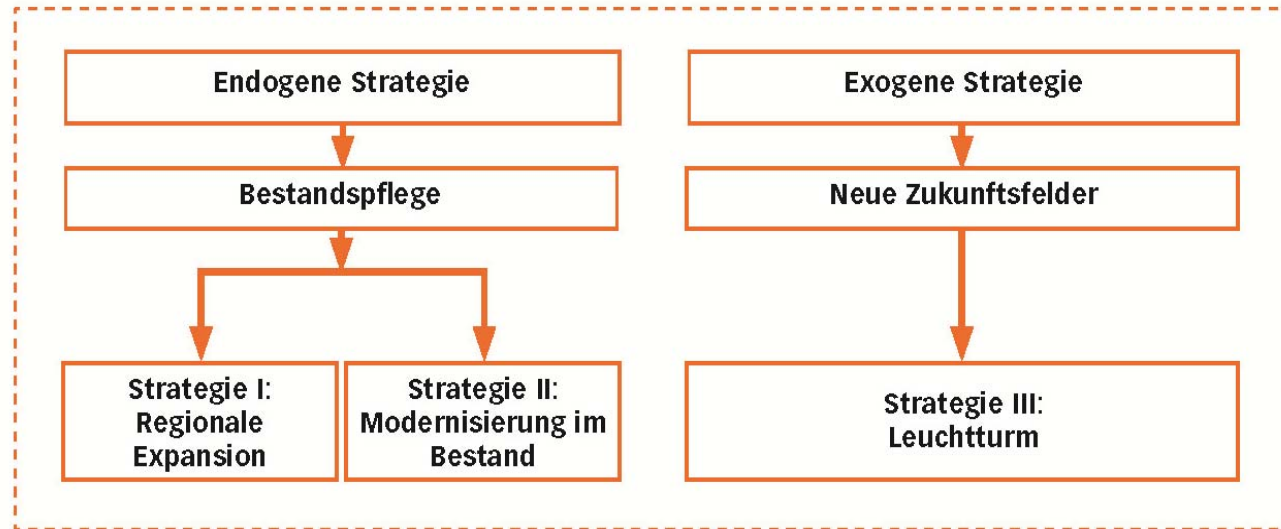 Endogene Strategie
Exogene Strategie
Bestandspflege
Neue Zukunftsfelder
Strategie I:
Regionale
Expansion
Strategie II:
Modernisierung im
Bestand
Strategie III:
Leuchtturm